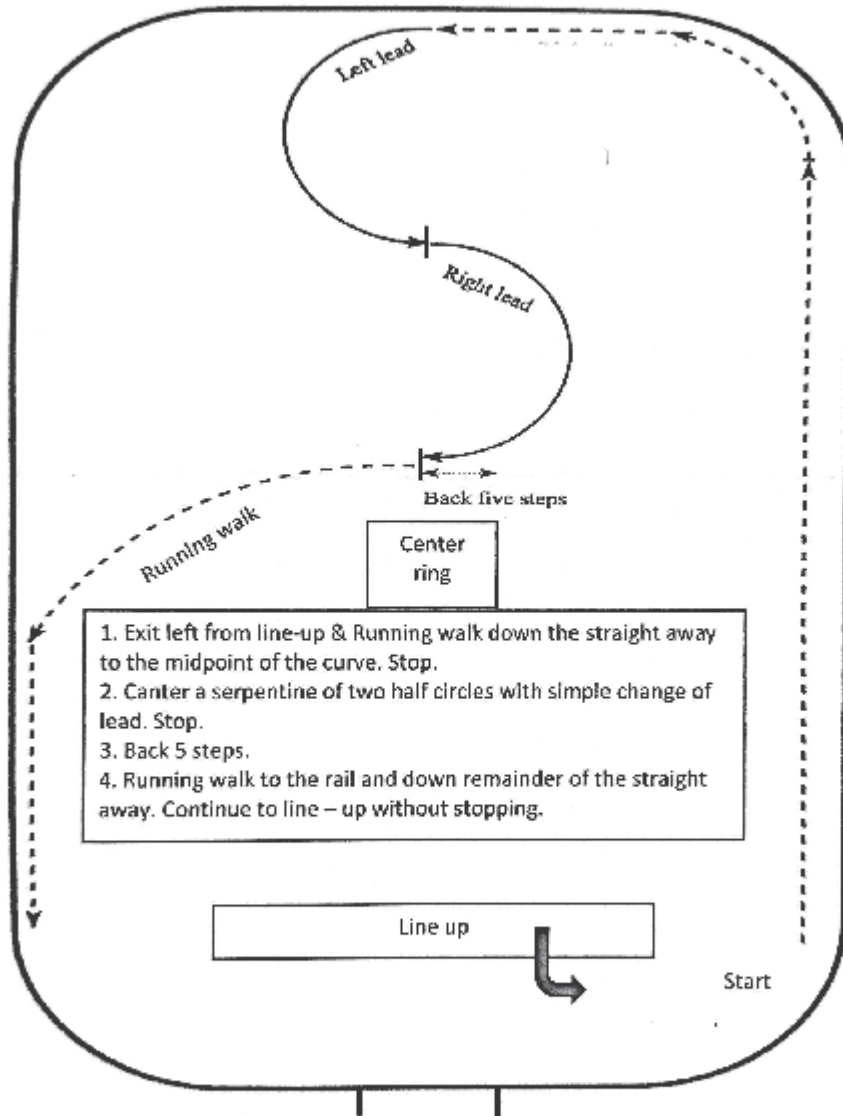 Left lead
Right lead
Back five steps
Running walk
Center
ring
1. Exit left from line-up & Running walk down the straight away
to the midpoint of the curve. Stop.
2. Canter a serpentine of two half circles with simple change of
lead. Stop.
3. Back 5 steps.
4. Running walk to the rail and down remainder of the straight
away. Continue to line – up without stopping.
Line up
Start